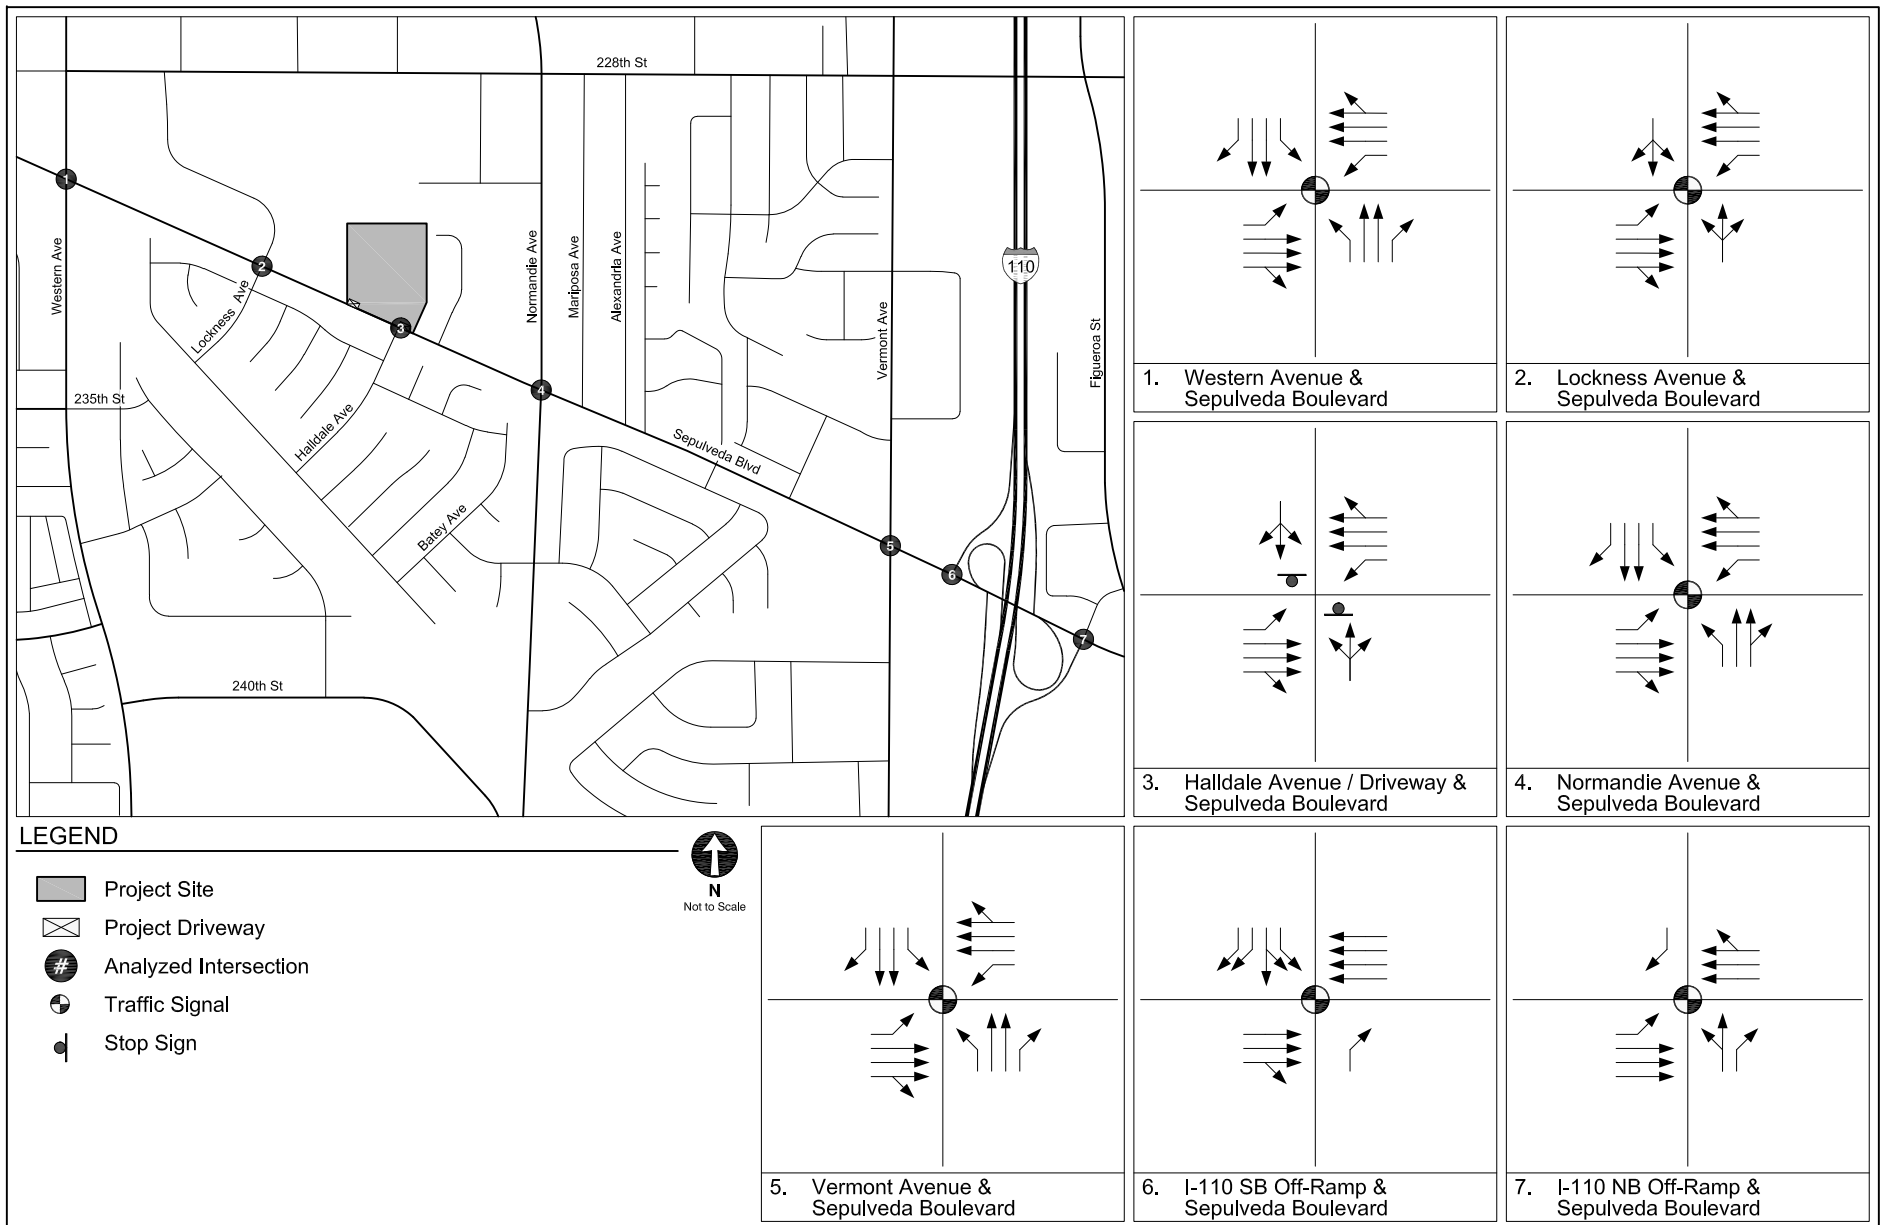 228th St
1
Western Ave
2
Lockness Ave
3
Normandie Ave
Mariposa Ave
Alexandria Ave
110
Vermont Ave
Figueroa St
235th St
4
Halldale Ave
Sepulveda Blvd
Batey Ave
5
6
7
240th St
1. Western Avenue &
Sepulveda Boulevard
2. Lockness Avenue &
Sepulveda Boulevard
3. Halldale Avenue / Driveway &
Sepulveda Boulevard
4. Normandie Avenue &
Sepulveda Boulevard
LEGEND
Project Site
Project Driveway
# Analyzed Intersection
Traffic Signal
Stop Sign
N
Not to Scale
5. Vermont Avenue &
Sepulveda Boulevard
6. I-110 SB Off-Ramp &
Sepulveda Boulevard
7. I-110 NB Off-Ramp &
Sepulveda Boulevard